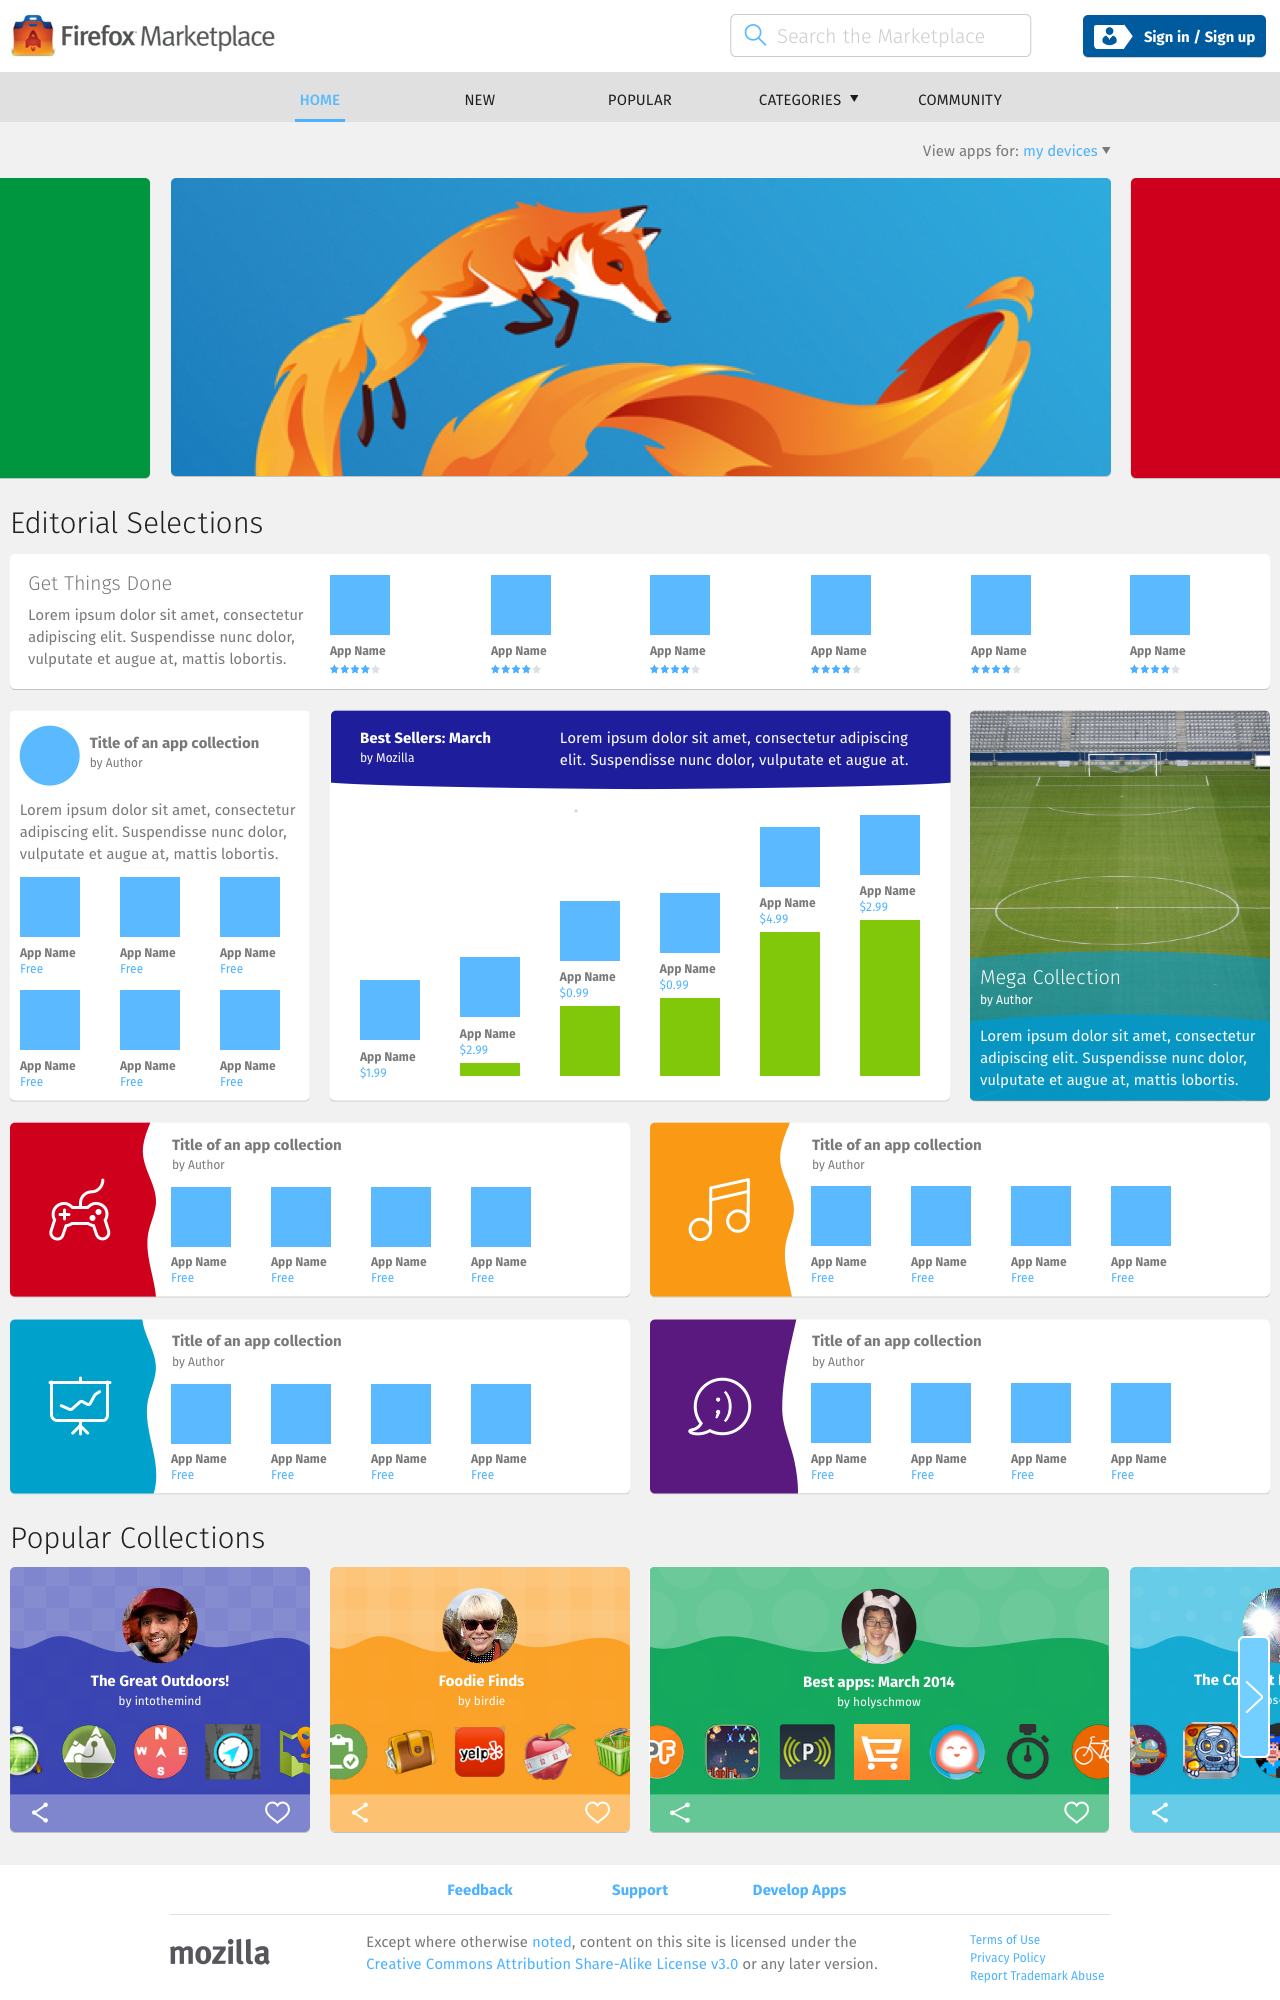 Firefox Marketplace
Search the Marketplace
Sign in / Sign up
HOME
NEW
POPULAR
CATEGORIES
COMMUNITY
View apps for: my devices
Editorial Selections
Get Things Done
Lorem ipsum dolor sit amet, consectetur
adipiscing elit. Suspendisse nunc dolor,
vulputate et augue at, mattis lobortis.
App Name
App Name
App Name
App Name
App Name
App Name
Title of an app collection
by Author
Lorem ipsum dolor sit amet, consectetur
adipiscing elit. Suspendisse nunc dolor,
vulputate et augue at, mattis lobortis.
App Name
Free
App Name
Free
App Name
Free
App Name
Free
App Name
Free
App Name
Free
Best Sellers: March
by Mozilla
Lorem ipsum dolor sit amet, consectetur adipiscing
elit. Suspendisse nunc dolor, vulputate et augue at.
App Name
$1.99
App Name
$2.99
App Name
$0.99
App Name
$0.99
App Name
$4.99
App Name
$2.99
Mega Collection
by Author
Lorem ipsum dolor sit amet, consectetur
adipiscing elit. Suspendisse nunc dolor,
vulputate et augue at, mattis lobortis.
Title of an app collection
by Author
App Name
Free
App Name
Free
App Name
Free
App Name
Free
Title of an app collection
by Author
App Name
Free
App Name
Free
App Name
Free
App Name
Free
Title of an app collection
by Author
App Name
Free
App Name
Free
App Name
Free
App Name
Free
Title of an app collection
by Author
App Name
Free
App Name
Free
App Name
Free
App Name
Free
Popular Collections
The Great Outdoors!
by intothemind
N
W A E
S
Foodie Finds
by birdie
yelp
Best apps: March 2014
by holyschmow
PF
P
The
Feedback
Support
Develop Apps
mozilla
Except where otherwise noted, content on this site is licensed under the
Creative Commons Attribution Share-Alike License v3.0 or any later version.
Terms of Use
Privacy Policy
Report Trademark Abuse